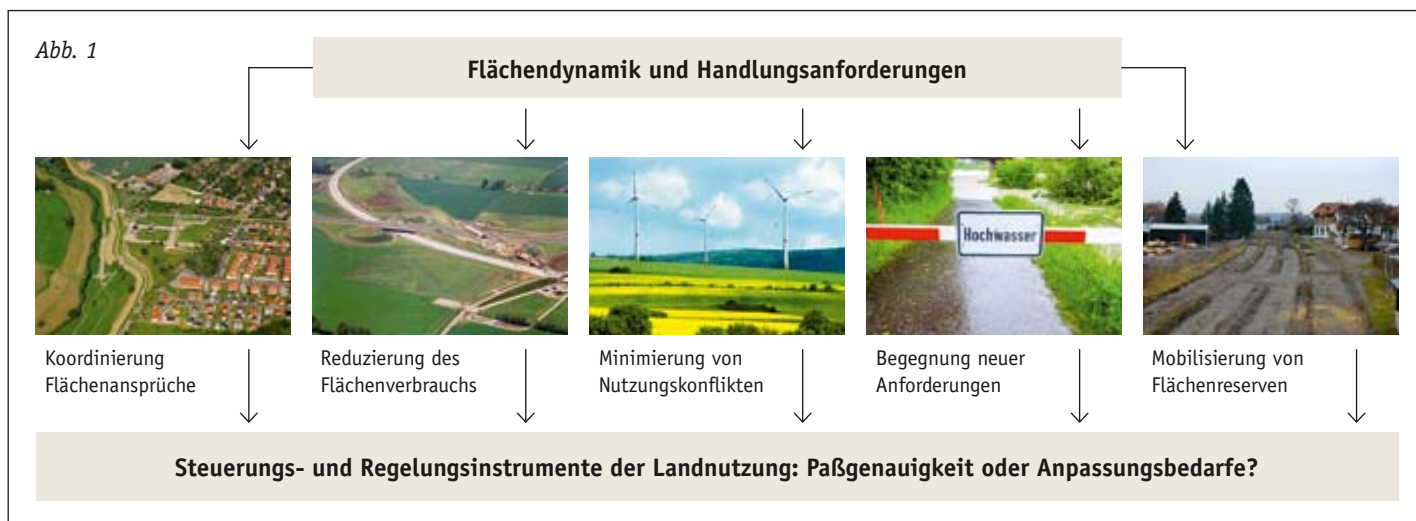 Abb. 1
Flächendynamik und Handlungsanforderungen
Hochwasser
Koordinierung
Flächenansprüche
Reduzierung des
Flächenverbrauchs
Minimierung von
Nutzungskonflikten
Begegnung neuer
Anforderungen
Mobilisierung von
Flächenreserven
Steuerungs- und Regelungsinstrumente der Landnutzung: Paßgenauigkeit oder Anpassungsbedarfe?